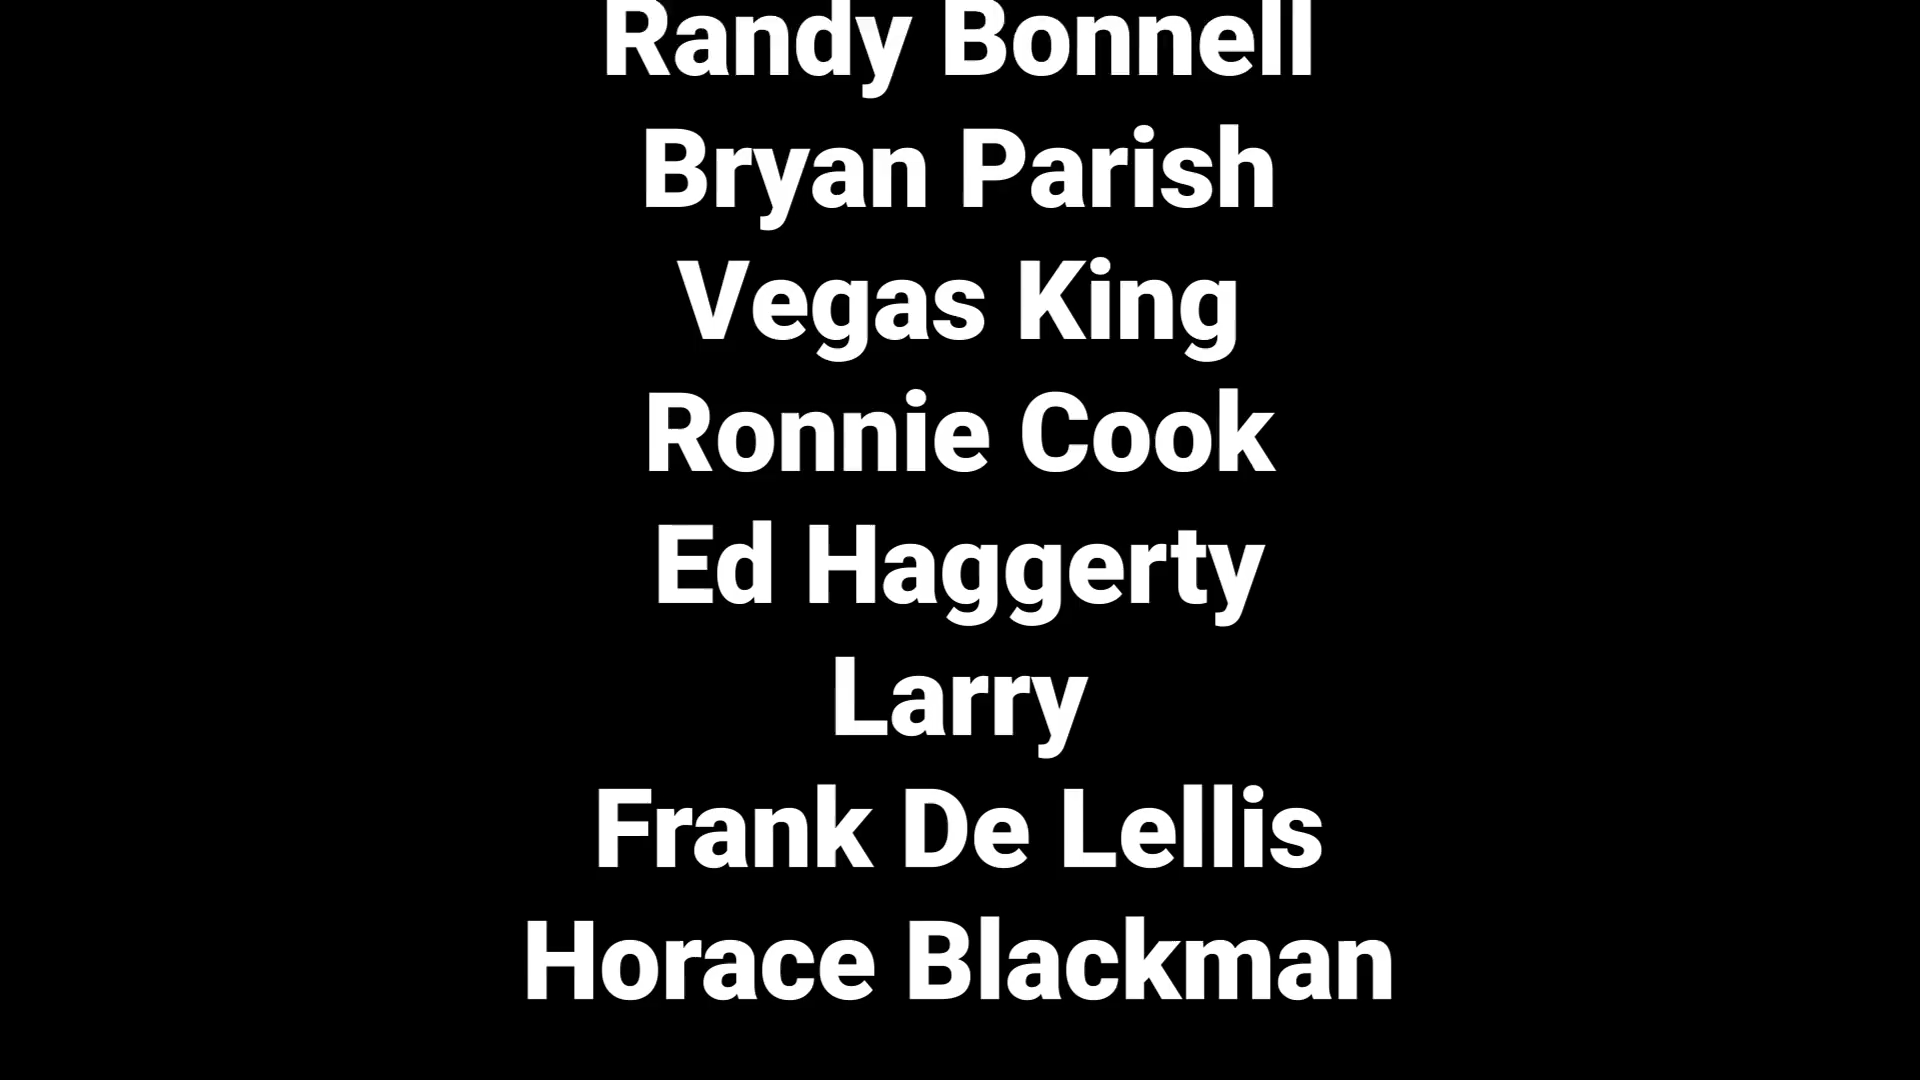 Randy Bonnell
Bryan Parish
Vegas King
Ronnie Cook
Ed Haggerty
Larry
Frank De Lellis
Horace Blackman